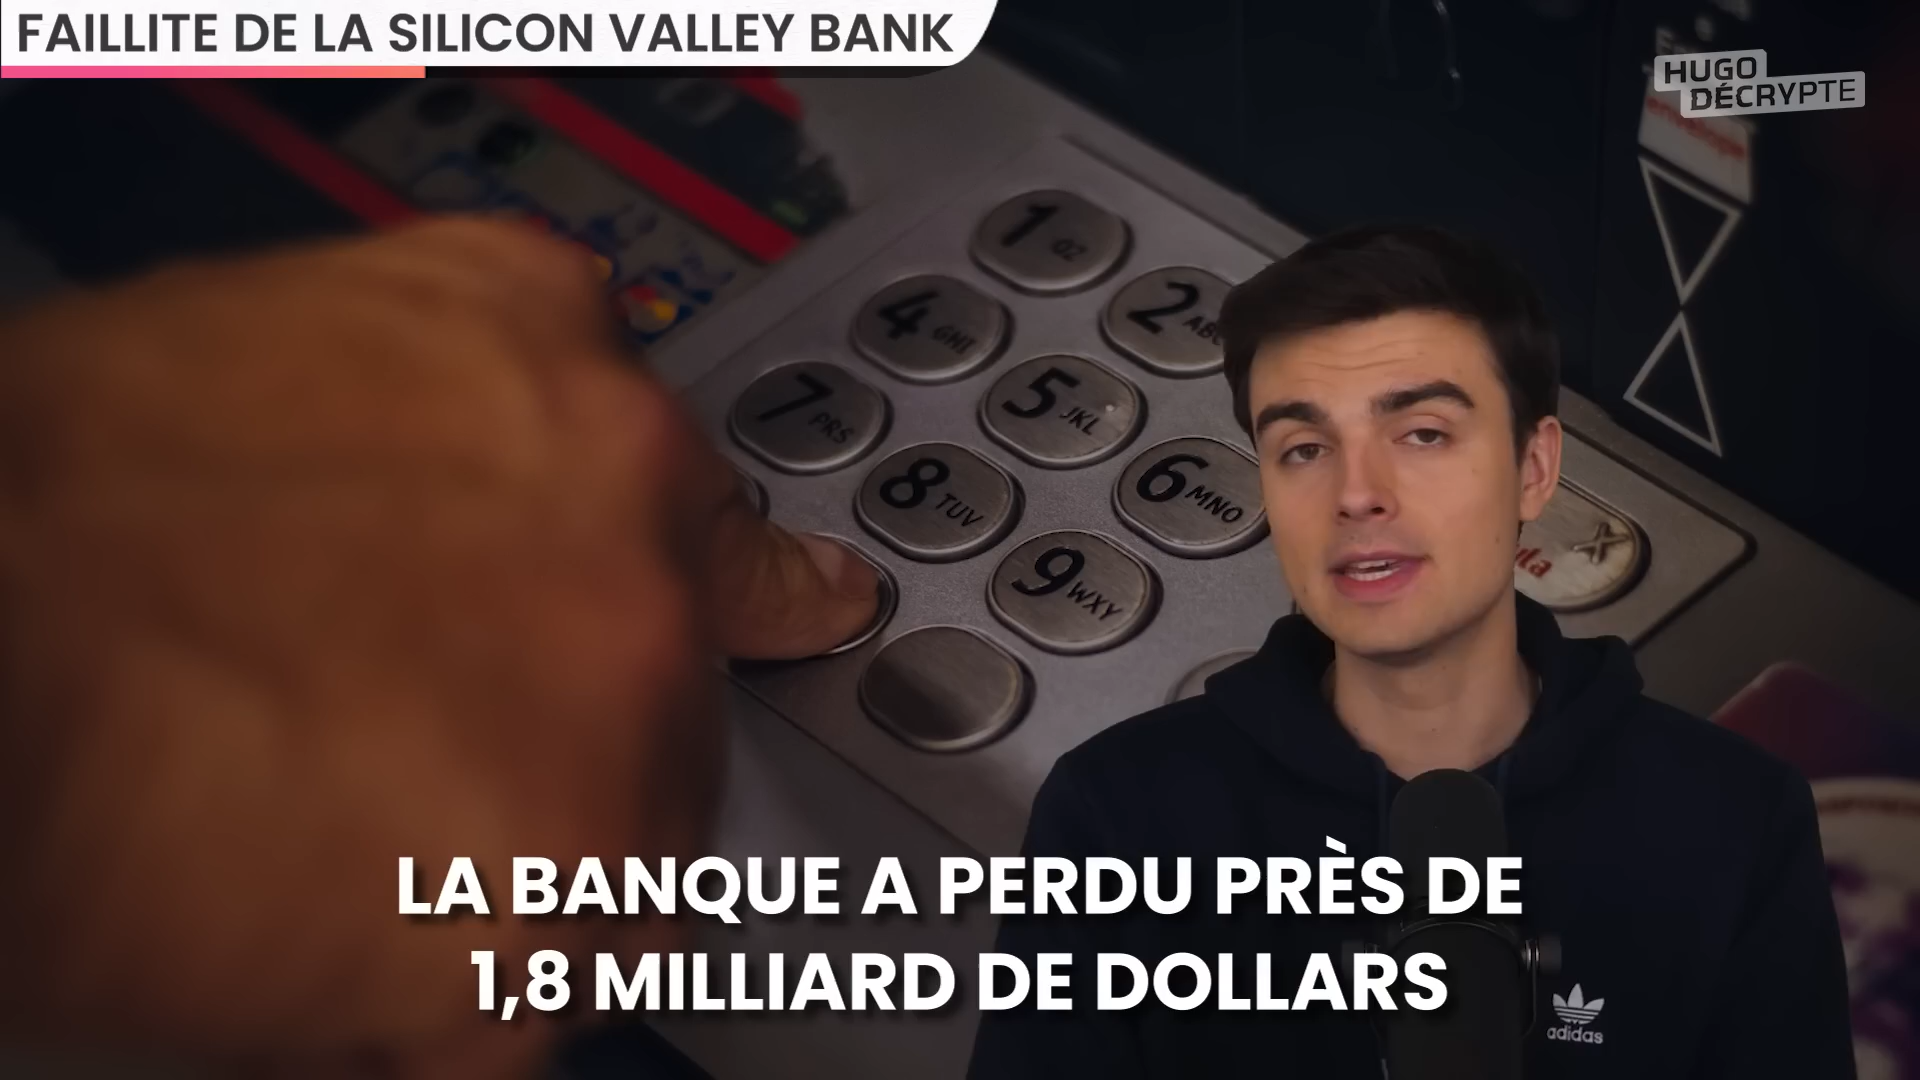 FAILLITE DE LA SILICON VALLEY BANK
HUGO
DÉCRYPTE
1 QZ
2 ABC
4 GHI
5 JKL
6 MNO
7 PRS
8 TUV
9 WXY
X
LA BANQUE A PERDU PRÈS DE
1,8 MILLIARD DE DOLLARS
adidas